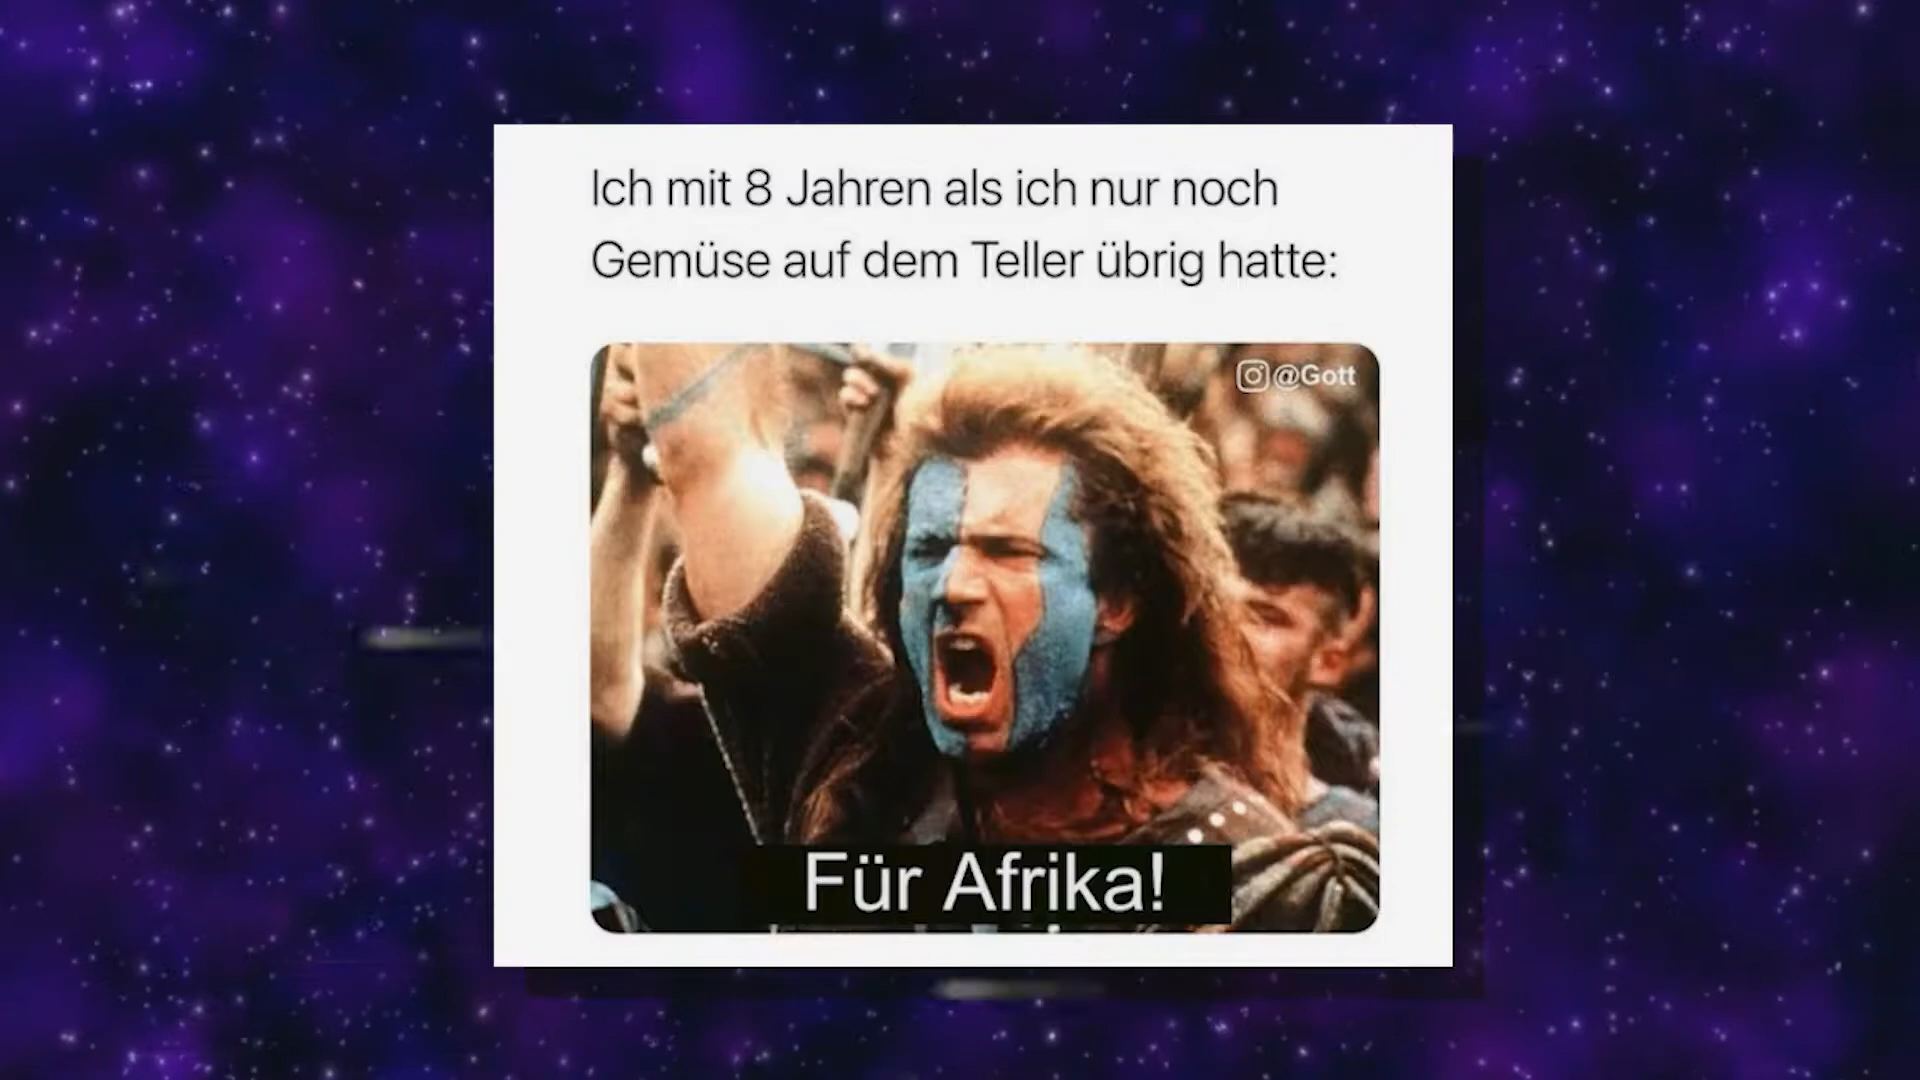 Ich mit 8 Jahren als ich nur noch
Gemüse auf dem Teller übrig hatte:
@Gott
Für Afrika!